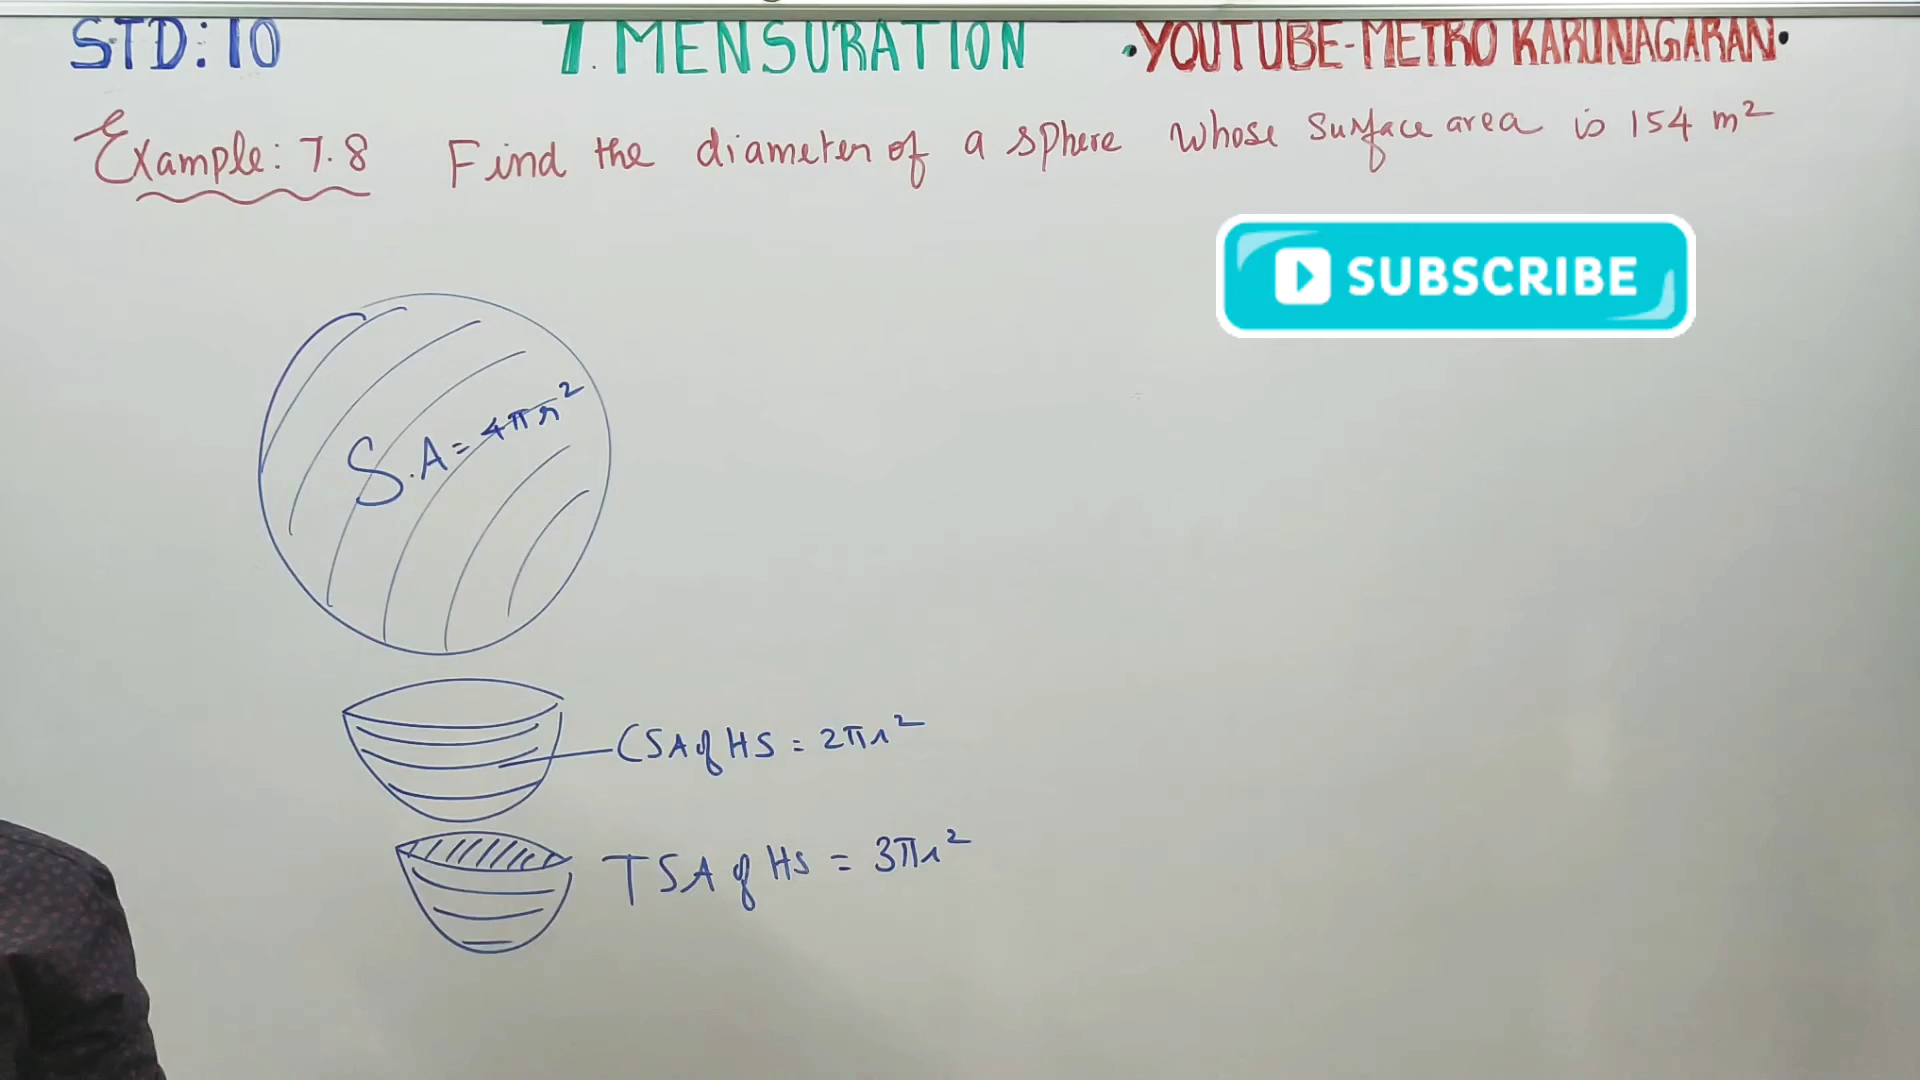 STD: 10 7. MENSURATION •YOUTUBE-METRO KARUNAGARAN•
Example: 7.8 Find the diameter of a sphere whose surface area is 154 m²
SUBSCRIBE
S.A = 4πr²
CSA of HS = 2πr²
TSA of HS = 3πr²